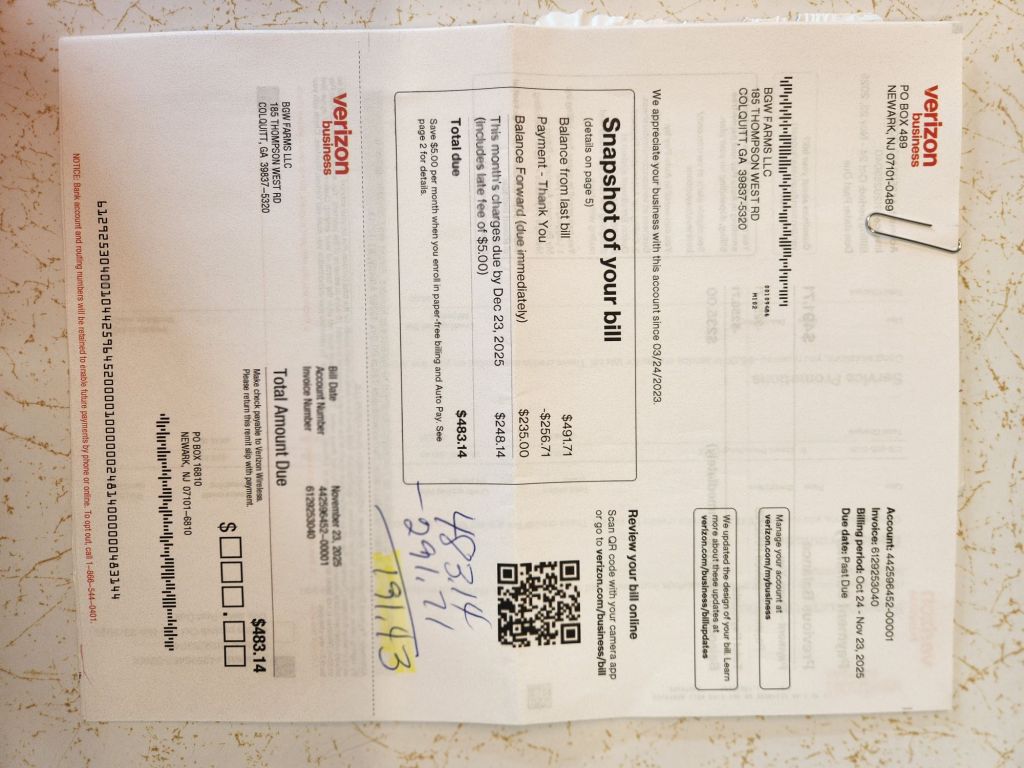 verizon
business
PO BOX 489
NEWARK, NJ 07101-0489
Account: 442596452-00001
Invoice: 6129253040
Billing period: Oct 24 - Nov 23, 2025
Due date: Past Due
00109486
M102
BGW FARMS LLC
185 THOMPSON WEST RD
COLQUITT, GA 39837-5320
Manage your account at
verizon.com/mybusiness
We updated the design of your bill. Learn
more about these updates at
verizon.com/business/billupdates
We appreciate your business with this account since 03/24/2023.
Snapshot of your bill
(details on page 5)
Balance from last bill $491.71
Payment - Thank You -$256.71
Balance Forward (due immediately) $235.00
This month's charges due by Dec 23, 2025 $248.14
(includes late fee of $5.00)
Total due $483.14
Save $5.00 per month when you enroll in paper-free billing and Auto Pay. See
page 2 for details.
Review your bill online
Scan QR code with your camera app
or go to verizon.com/business/bill
483.14
- 291.71
191.43
verizon
business
Bill Date November 23, 2025
Account Number 442596452-00001
Invoice Number 6129253040
BGW FARMS LLC
185 THOMPSON WEST RD
COLQUITT, GA 39837-5320
Total Amount Due $483.14
Make check payable to Verizon Wireless.
Please return this remit slip with payment.
$ .
PO BOX 16810
NEWARK, NJ 07101-6810
NOTICE: Bank account and routing numbers will be retained to enable future payments by phone or online. To opt out, call 1-866-544-0401.